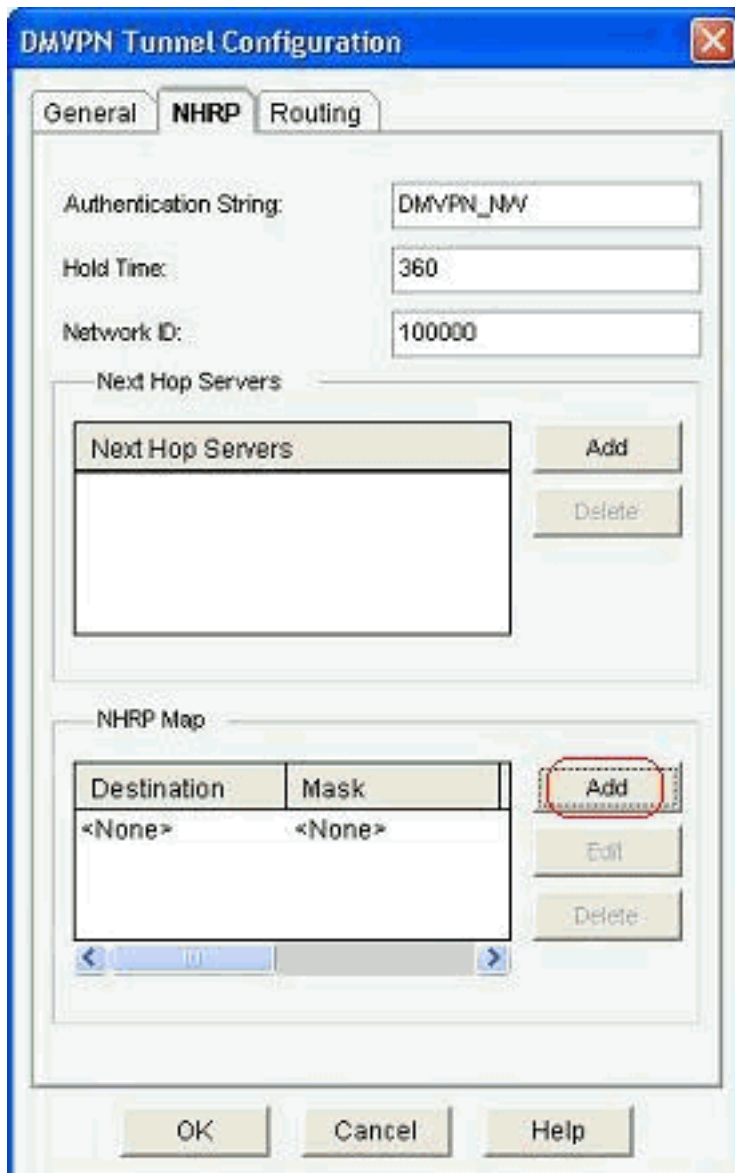 DMVPN Tunnel Configuration
General NHRP Routing
Authentication String: DMVPN_NW
Hold Time: 360
Network ID: 100000
Next Hop Servers
Next Hop Servers
Add
Delete
NHRP Map
Destination Mask
<None> <None>
Add
Edit
Delete
OK Cancel Help